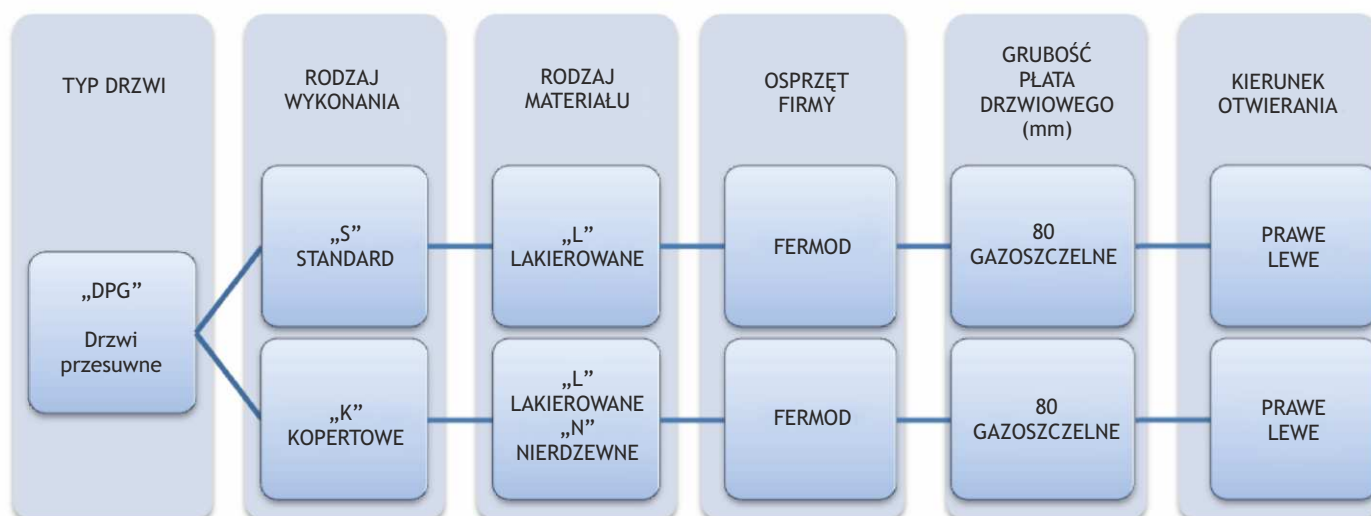 TYP DRZWI
RODZAJ
WYKONANIA
RODZAJ
MATERIAŁU
OSPRZĘT
FIRMY
GRUBOŚĆ
PŁATA
DRZWIOWEGO
(mm)
KIERUNEK
OTWIERANIA
„DPG”
Drzwi
przesuwne
„S”
STANDARD
„L”
LAKIEROWANE
FERMOD
80
GAZOSZCZELNE
PRAWE
LEWE
„K”
KOPERTOWE
„L”
LAKIEROWANE
„N”
NIERDZEWNE
FERMOD
80
GAZOSZCZELNE
PRAWE
LEWE